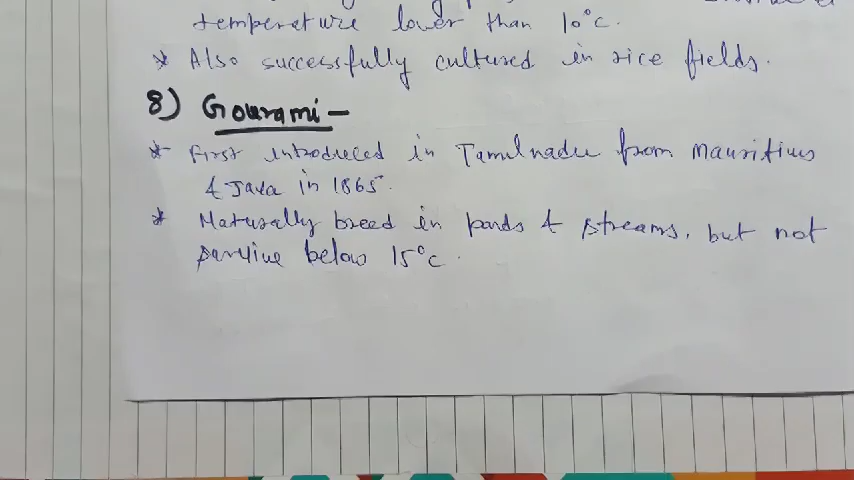 temperature lower than 10°c.
* Also successfully cultured in rice fields.
8) Gourami -
* First introduced in Tamilnadu from Mauritius
& Java in 1865.
* Naturally breed in ponds & streams, but not
survive below 15°c.